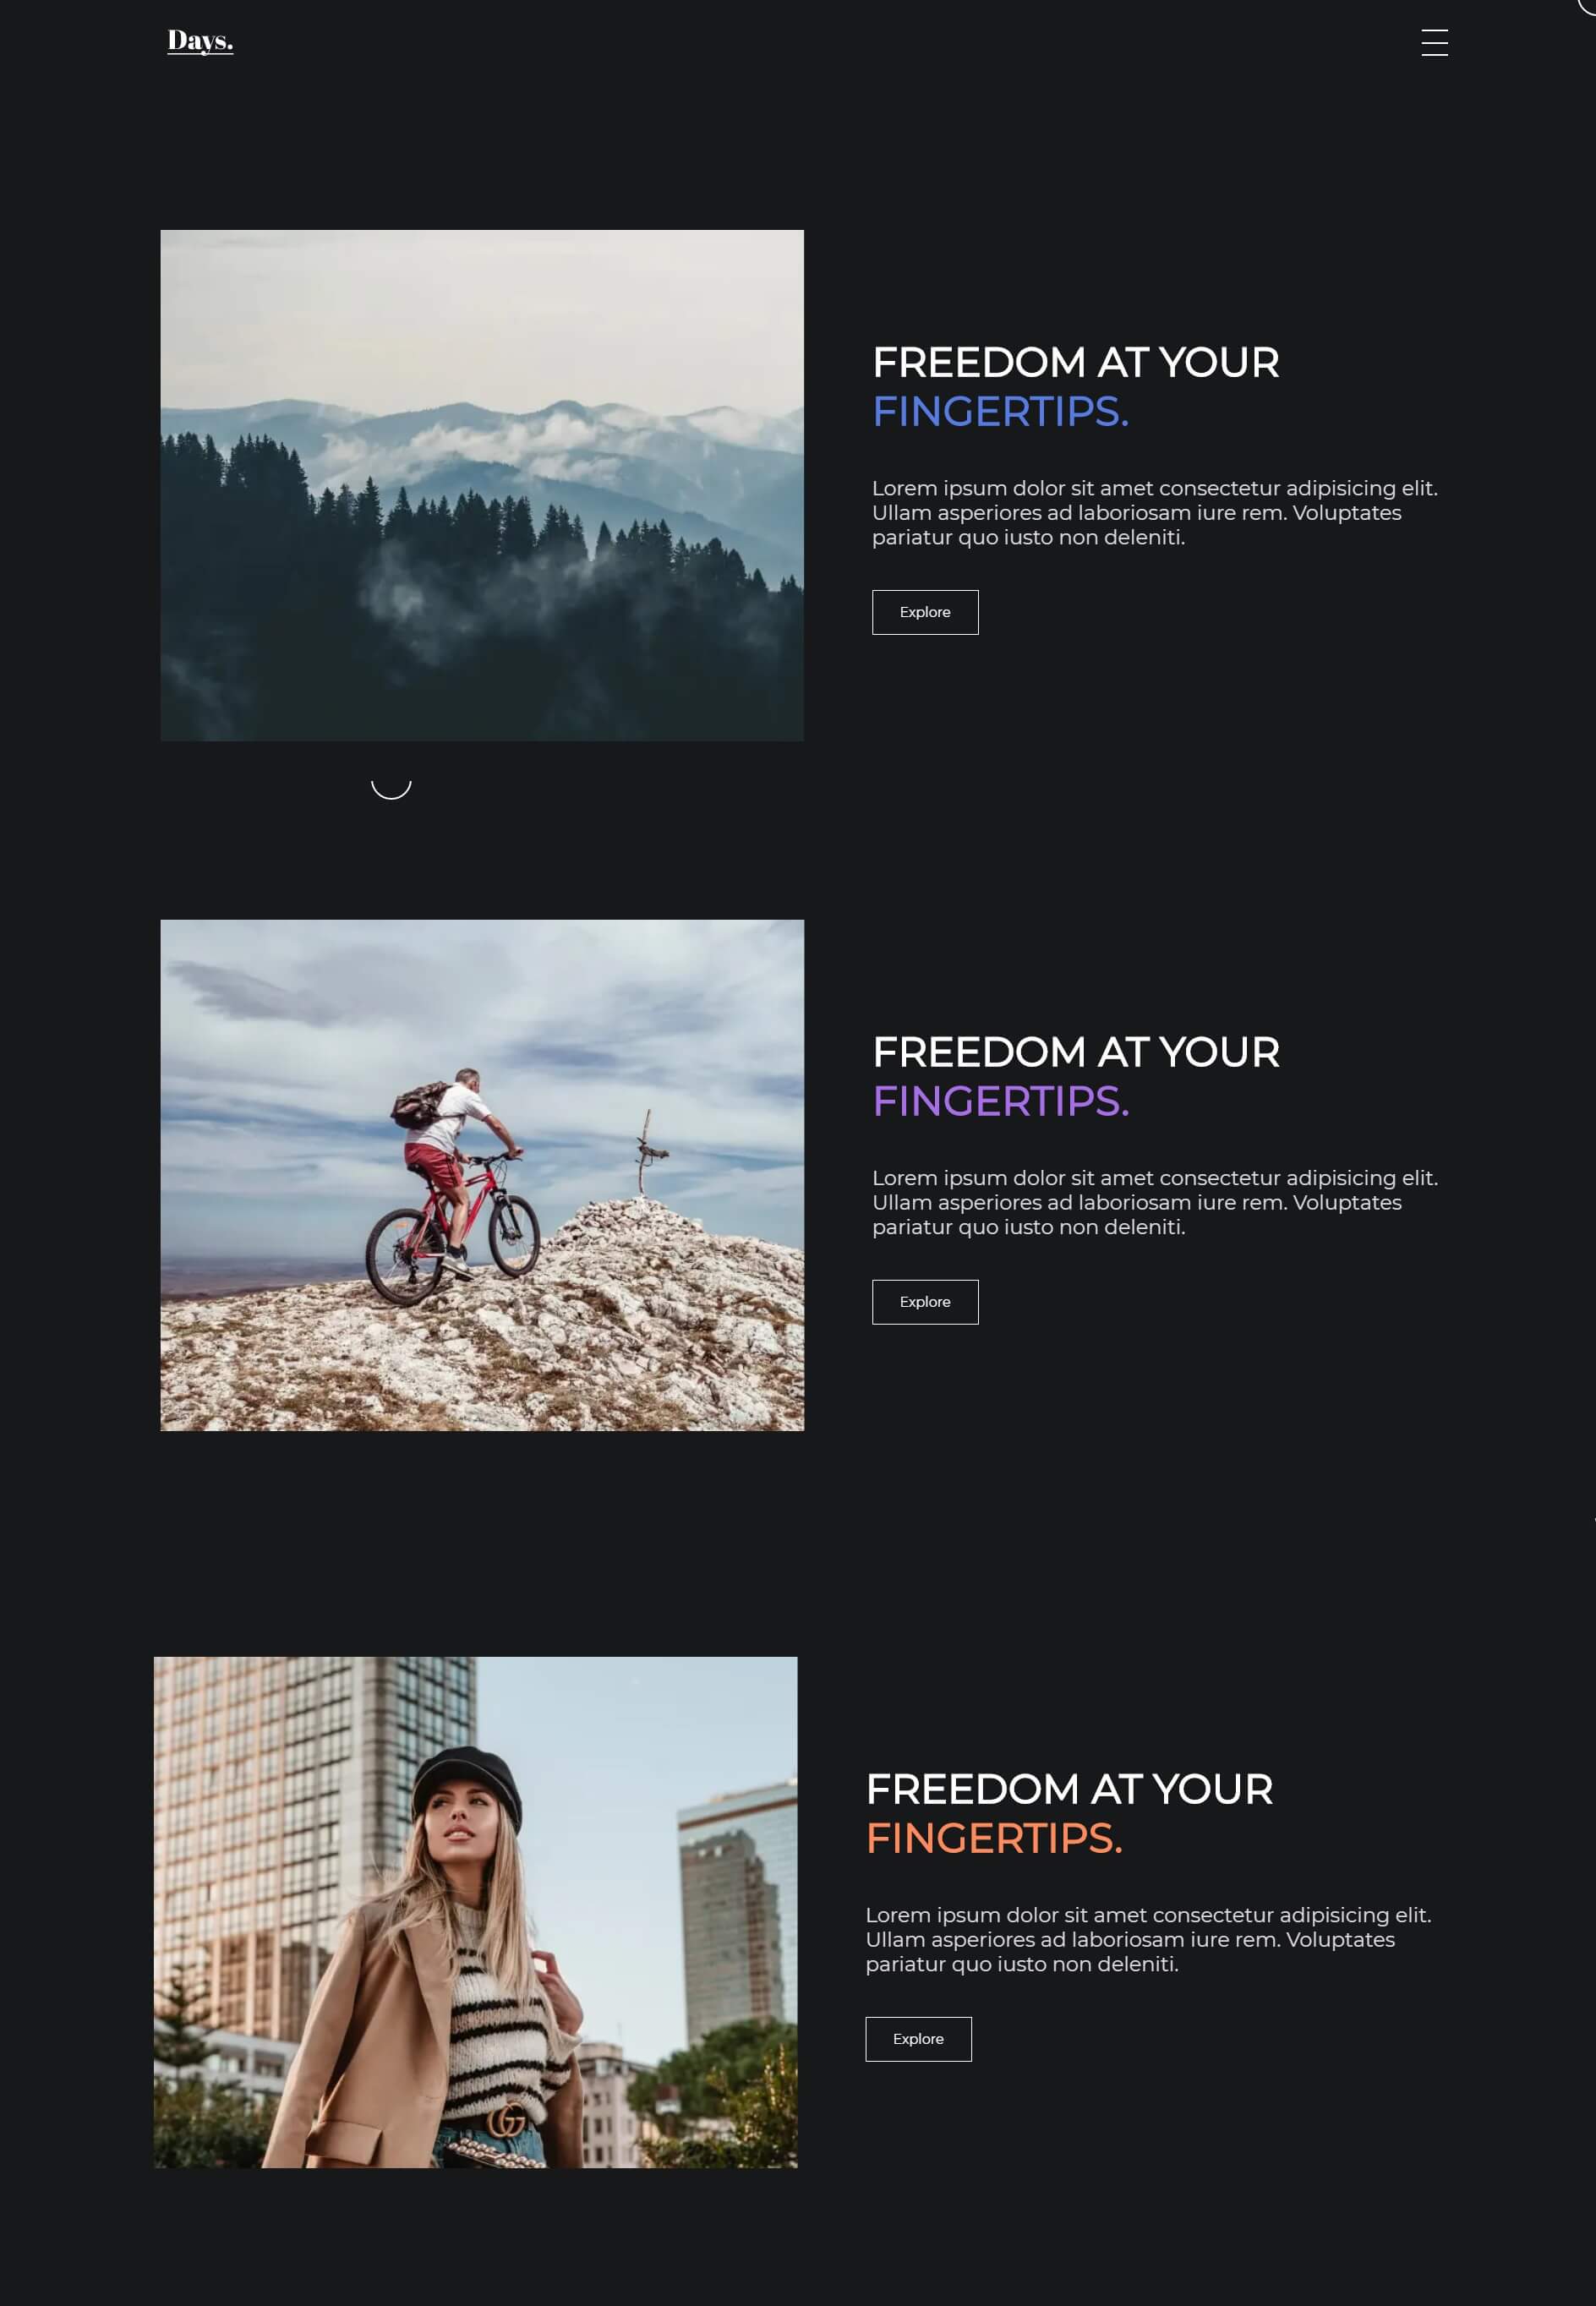 Days.
FREEDOM AT YOUR
FINGERTIPS.
Lorem ipsum dolor sit amet consectetur adipisicing elit.
Ullam asperiores ad laboriosam iure rem. Voluptates
pariatur quo iusto non deleniti.
Explore
FREEDOM AT YOUR
FINGERTIPS.
Lorem ipsum dolor sit amet consectetur adipisicing elit.
Ullam asperiores ad laboriosam iure rem. Voluptates
pariatur quo iusto non deleniti.
Explore
FREEDOM AT YOUR
FINGERTIPS.
Lorem ipsum dolor sit amet consectetur adipisicing elit.
Ullam asperiores ad laboriosam iure rem. Voluptates
pariatur quo iusto non deleniti.
Explore